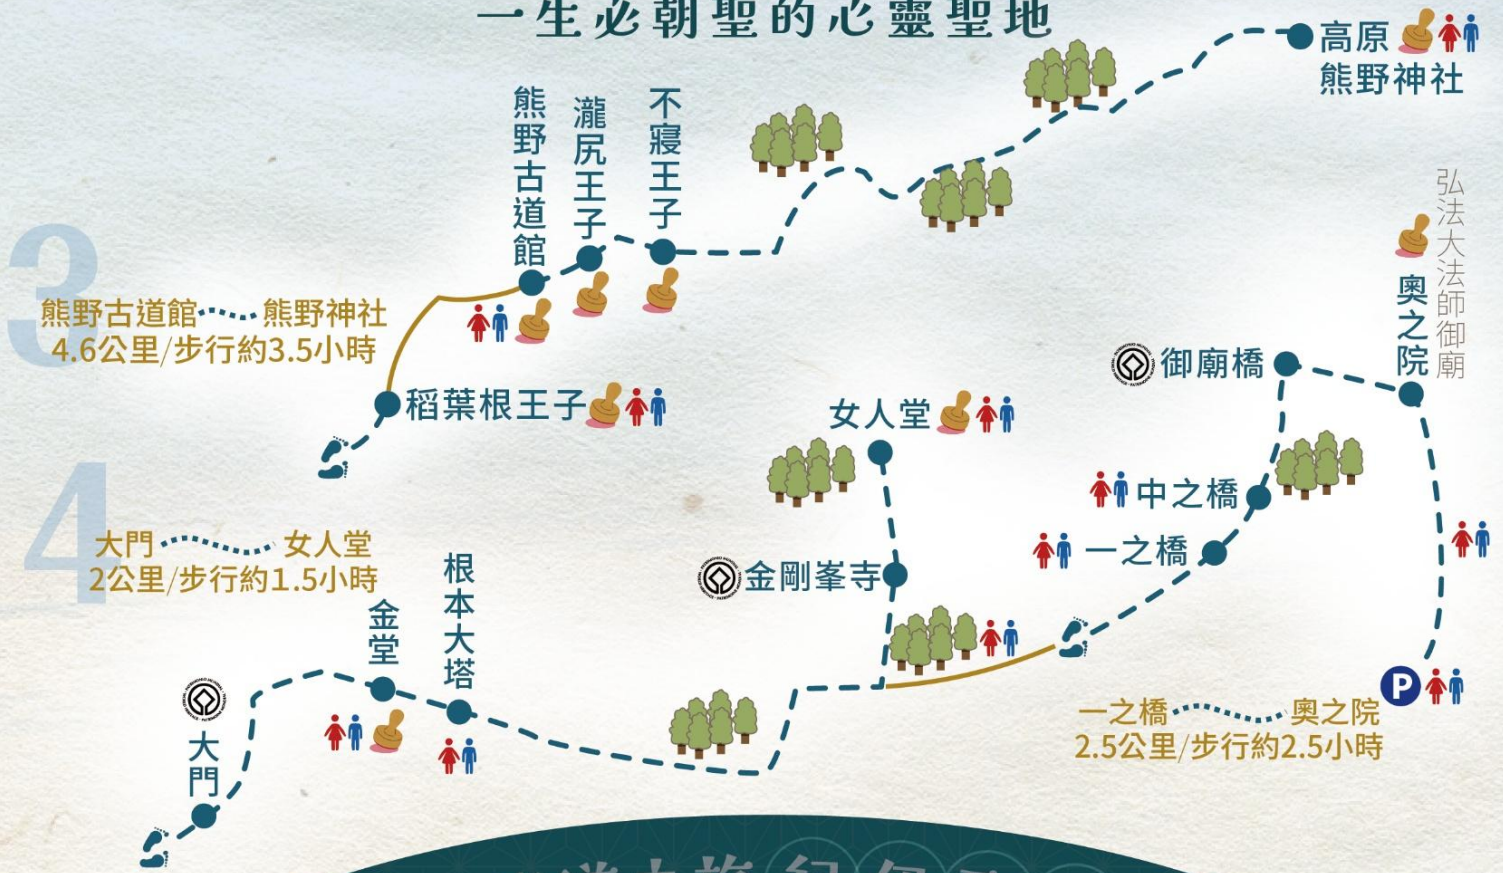 一生必朝聖的心靈聖地
高原
熊野神社
熊野古道館
瀧尻王子
不寢王子
3
熊野古道館 熊野神社
4.6公里/步行約3.5小時
稻葉根王子
弘法大法師御廟
奧之院
御廟橋
女人堂
中之橋
一之橋
金剛峯寺
4
大門 女人堂
2公里/步行約1.5小時
金堂
根本大塔
大門
P
一之橋 奧之院
2.5公里/步行約2.5小時